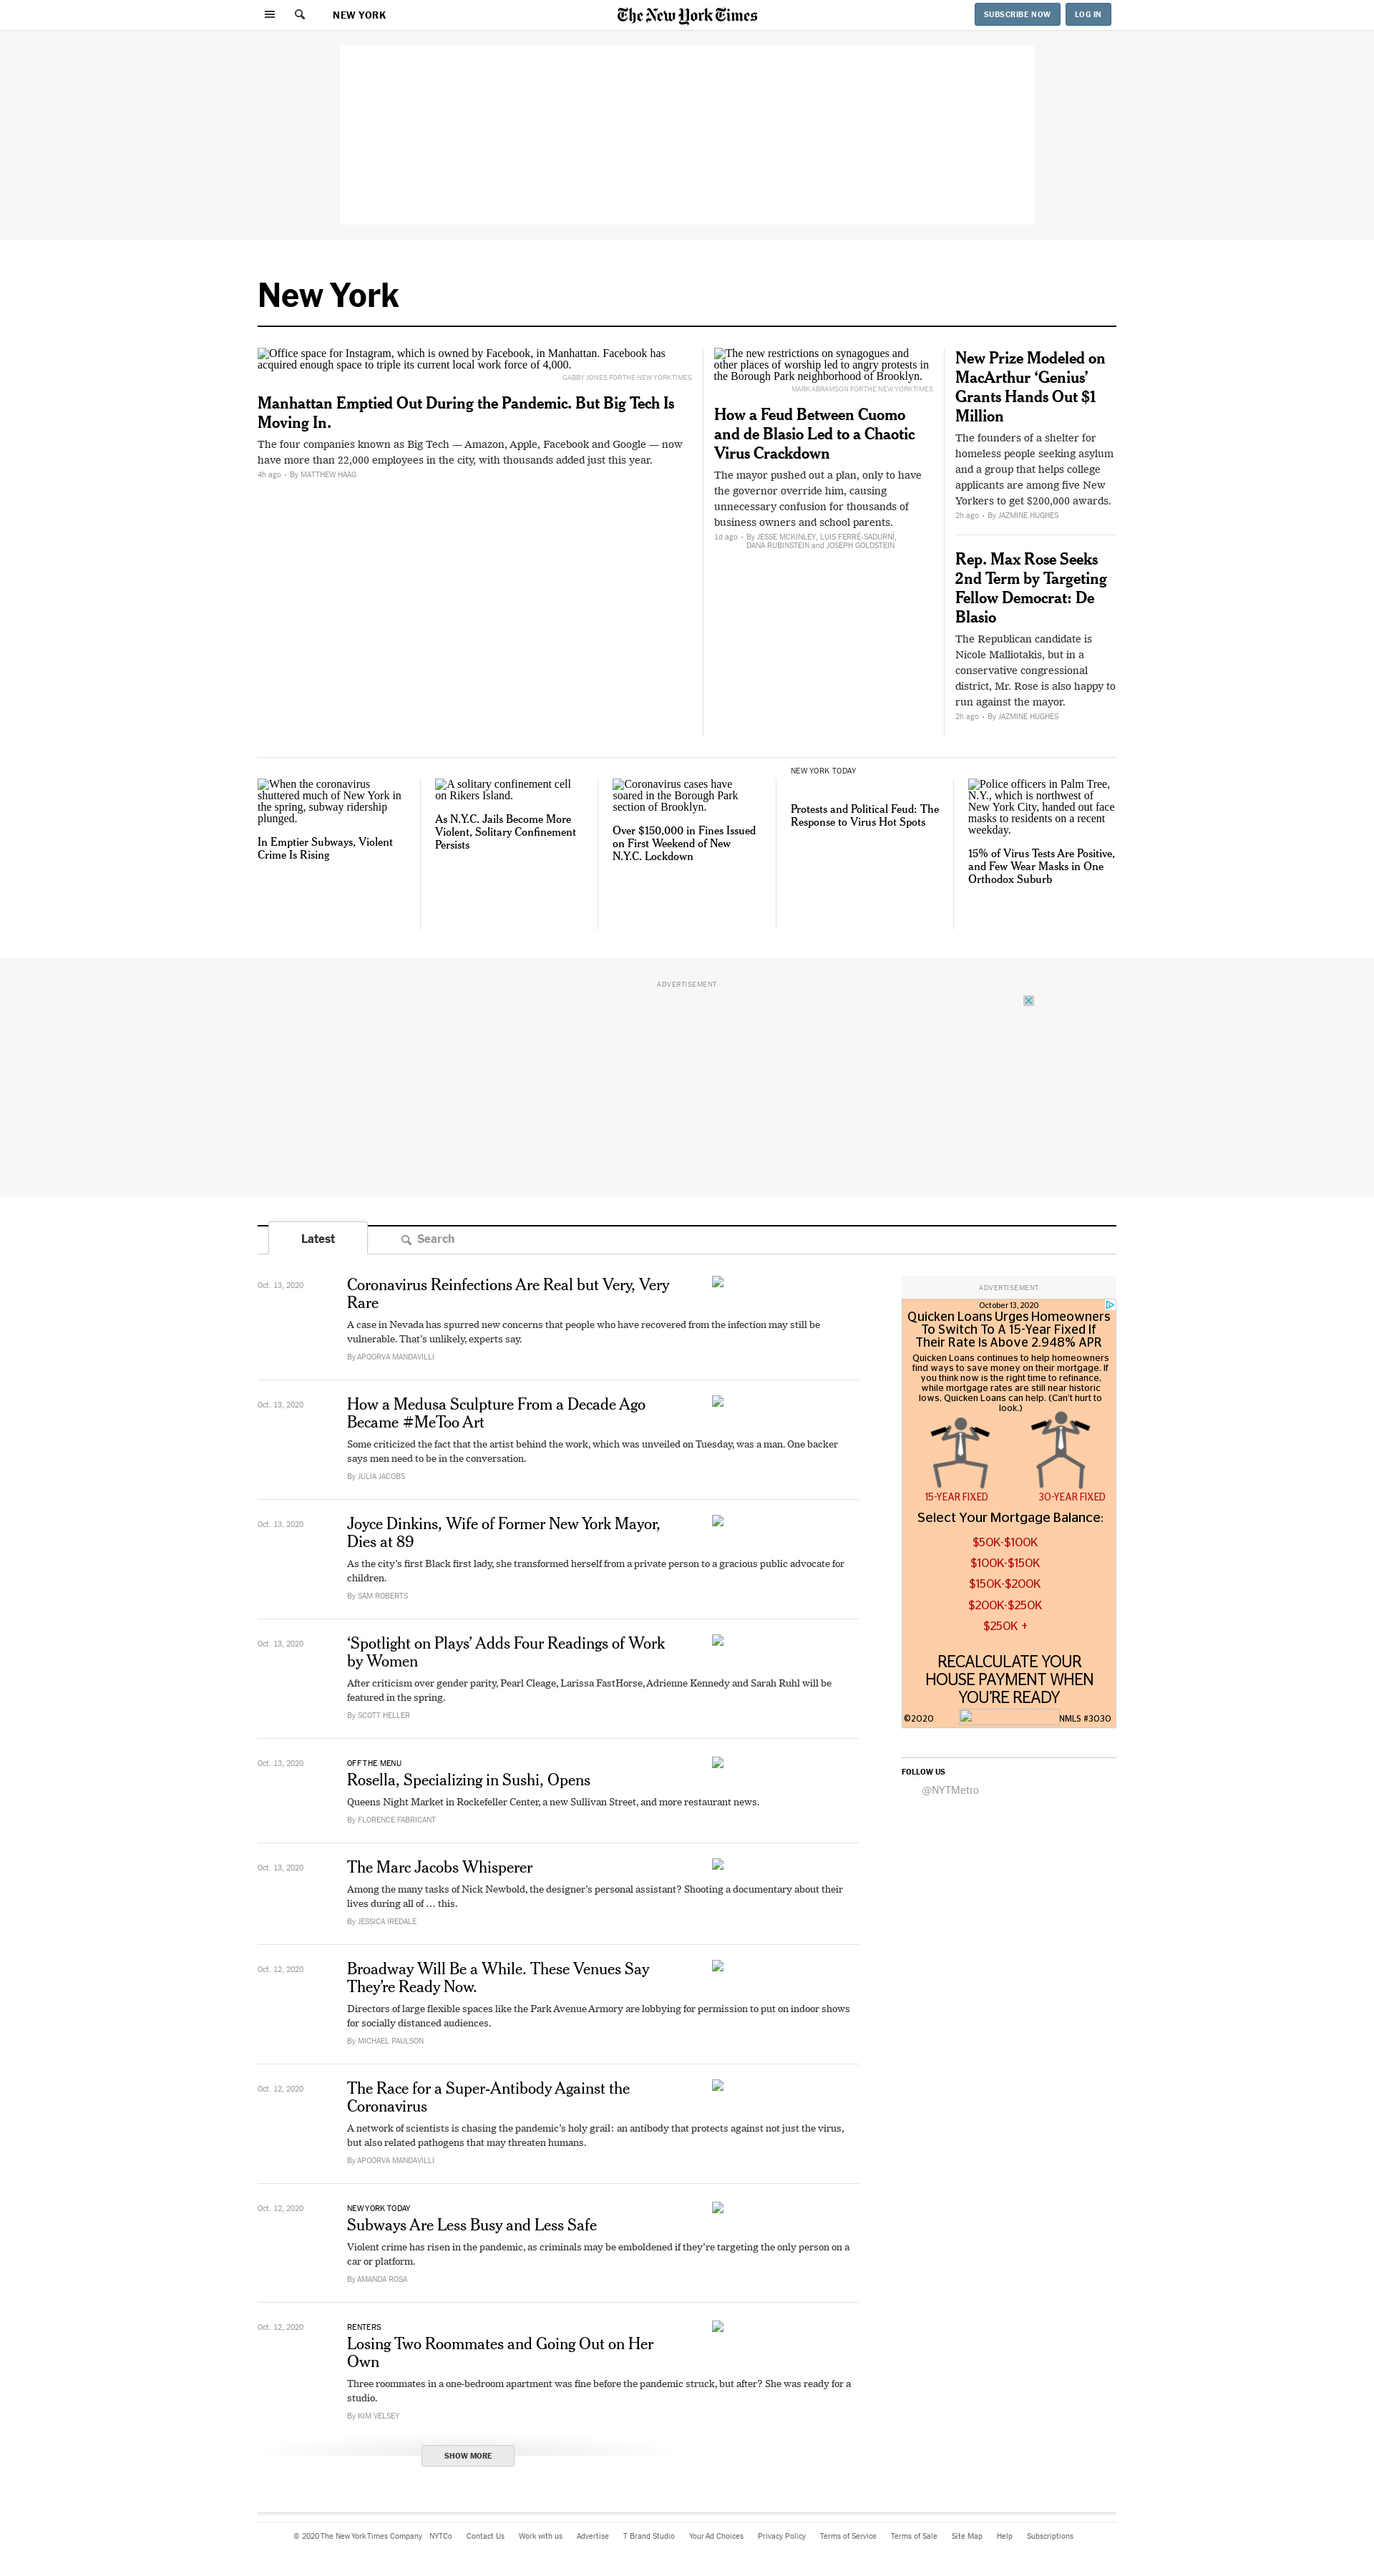 NEW YORK
The New York Times
SUBSCRIBE NOW
LOG IN
New York
Office space for Instagram, which is owned by Facebook, in Manhattan. Facebook has
acquired enough space to triple its current local work force of 4,000.
GABBY JONES FOR THE NEW YORK TIMES
Manhattan Emptied Out During the Pandemic. But Big Tech Is
Moving In.
The four companies known as Big Tech — Amazon, Apple, Facebook and Google — now
have more than 22,000 employees in the city, with thousands added just this year.
4h ago • By MATTHEW HAAG
The new restrictions on synagogues and
other places of worship led to angry protests in
the Borough Park neighborhood of Brooklyn.
MARK ABRAMSON FOR THE NEW YORK TIMES
How a Feud Between Cuomo
and de Blasio Led to a Chaotic
Virus Crackdown
The mayor pushed out a plan, only to have
the governor override him, causing
unnecessary confusion for thousands of
business owners and school parents.
1d ago • By JESSE MCKINLEY, LUIS FERRÉ-SADURNÍ,
DANA RUBINSTEIN and JOSEPH GOLDSTEIN
New Prize Modeled on
MacArthur ‘Genius’
Grants Hands Out $1
Million
The founders of a shelter for
homeless people seeking asylum
and a group that helps college
applicants are among five New
Yorkers to get $200,000 awards.
2h ago • By JAZMINE HUGHES
Rep. Max Rose Seeks
2nd Term by Targeting
Fellow Democrat: De
Blasio
The Republican candidate is
Nicole Malliotakis, but in a
conservative congressional
district, Mr. Rose is also happy to
run against the mayor.
2h ago • By JAZMINE HUGHES
When the coronavirus
shuttered much of New York in
the spring, subway ridership
plunged.
In Emptier Subways, Violent
Crime Is Rising
A solitary confinement cell
on Rikers Island.
As N.Y.C. Jails Become More
Violent, Solitary Confinement
Persists
Coronavirus cases have
soared in the Borough Park
section of Brooklyn.
Over $150,000 in Fines Issued
on First Weekend of New
N.Y.C. Lockdown
NEW YORK TODAY
Protests and Political Feud: The
Response to Virus Hot Spots
Police officers in Palm Tree,
N.Y., which is northwest of
New York City, handed out face
masks to residents on a recent
weekday.
15% of Virus Tests Are Positive,
and Few Wear Masks in One
Orthodox Suburb
ADVERTISEMENT
Latest
Search
Oct. 13, 2020
Coronavirus Reinfections Are Real but Very, Very
Rare
A case in Nevada has spurred new concerns that people who have recovered from the infection may still be
vulnerable. That’s unlikely, experts say.
By APOORVA MANDAVILLI
Oct. 13, 2020
How a Medusa Sculpture From a Decade Ago
Became #MeToo Art
Some criticized the fact that the artist behind the work, which was unveiled on Tuesday, was a man. One backer
says men need to be in the conversation.
By JULIA JACOBS
Oct. 13, 2020
Joyce Dinkins, Wife of Former New York Mayor,
Dies at 89
As the city’s first Black first lady, she transformed herself from a private person to a gracious public advocate for
children.
By SAM ROBERTS
Oct. 13, 2020
‘Spotlight on Plays’ Adds Four Readings of Work
by Women
After criticism over gender parity, Pearl Cleage, Larissa FastHorse, Adrienne Kennedy and Sarah Ruhl will be
featured in the spring.
By SCOTT HELLER
Oct. 13, 2020
OFF THE MENU
Rosella, Specializing in Sushi, Opens
Queens Night Market in Rockefeller Center, a new Sullivan Street, and more restaurant news.
By FLORENCE FABRICANT
Oct. 13, 2020
The Marc Jacobs Whisperer
Among the many tasks of Nick Newbold, the designer’s personal assistant? Shooting a documentary about their
lives during all of … this.
By JESSICA IREDALE
Oct. 12, 2020
Broadway Will Be a While. These Venues Say
They’re Ready Now.
Directors of large flexible spaces like the Park Avenue Armory are lobbying for permission to put on indoor shows
for socially distanced audiences.
By MICHAEL PAULSON
Oct. 12, 2020
The Race for a Super-Antibody Against the
Coronavirus
A network of scientists is chasing the pandemic’s holy grail: an antibody that protects against not just the virus,
but also related pathogens that may threaten humans.
By APOORVA MANDAVILLI
Oct. 12, 2020
NEW YORK TODAY
Subways Are Less Busy and Less Safe
Violent crime has risen in the pandemic, as criminals may be emboldened if they’re targeting the only person on a
car or platform.
By AMANDA ROSA
Oct. 12, 2020
RENTERS
Losing Two Roommates and Going Out on Her
Own
Three roommates in a one-bedroom apartment was fine before the pandemic struck, but after? She was ready for a
studio.
By KIM VELSEY
SHOW MORE
ADVERTISEMENT
October 13, 2020
Quicken Loans Urges Homeowners
To Switch To A 15-Year Fixed If
Their Rate Is Above 2.948% APR
Quicken Loans continues to help homeowners
find ways to save money on their mortgage. If
you think now is the right time to refinance,
while mortgage rates are still near historic
lows, Quicken Loans can help. (Can't hurt to
look.)
15-YEAR FIXED
30-YEAR FIXED
Select Your Mortgage Balance:
$50K-$100K
$100K-$150K
$150K-$200K
$200K-$250K
$250K +
RECALCULATE YOUR
HOUSE PAYMENT WHEN
YOU'RE READY
©2020
NMLS #3030
FOLLOW US
@NYTMetro
© 2020 The New York Times Company NYTCo Contact Us Work with us Advertise T Brand Studio Your Ad Choices Privacy Policy Terms of Service Terms of Sale Site Map Help Subscriptions